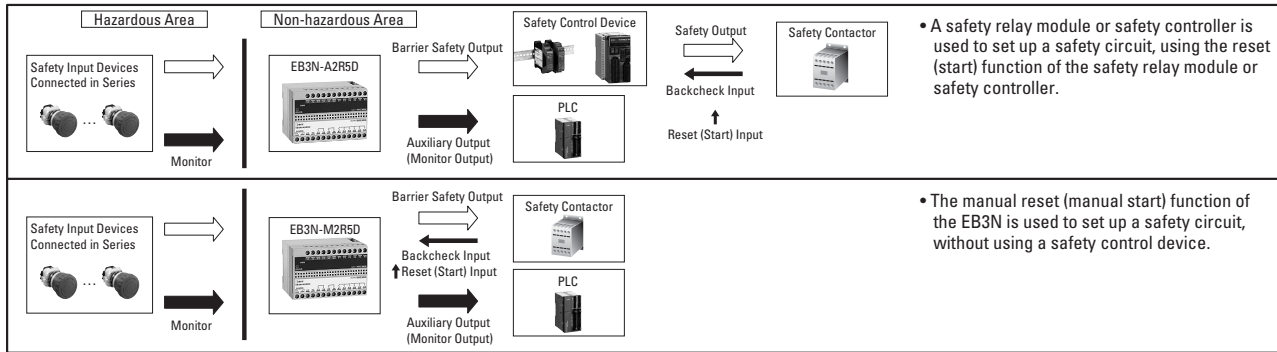 Hazardous Area
Non-hazardous Area
Safety Input Devices
Connected in Series
...
Monitor
EB3N-A2R5D
Barrier Safety Output
Auxiliary Output
(Monitor Output)
Safety Control Device
PLC
Safety Output
Backcheck Input
Reset (Start) Input
Safety Contactor
• A safety relay module or safety controller is
used to set up a safety circuit, using the reset
(start) function of the safety relay module or
safety controller.
Safety Input Devices
Connected in Series
...
Monitor
EB3N-M2R5D
Barrier Safety Output
Backcheck Input
Reset (Start) Input
Auxiliary Output
(Monitor Output)
Safety Contactor
PLC
• The manual reset (manual start) function of
the EB3N is used to set up a safety circuit,
without using a safety control device.